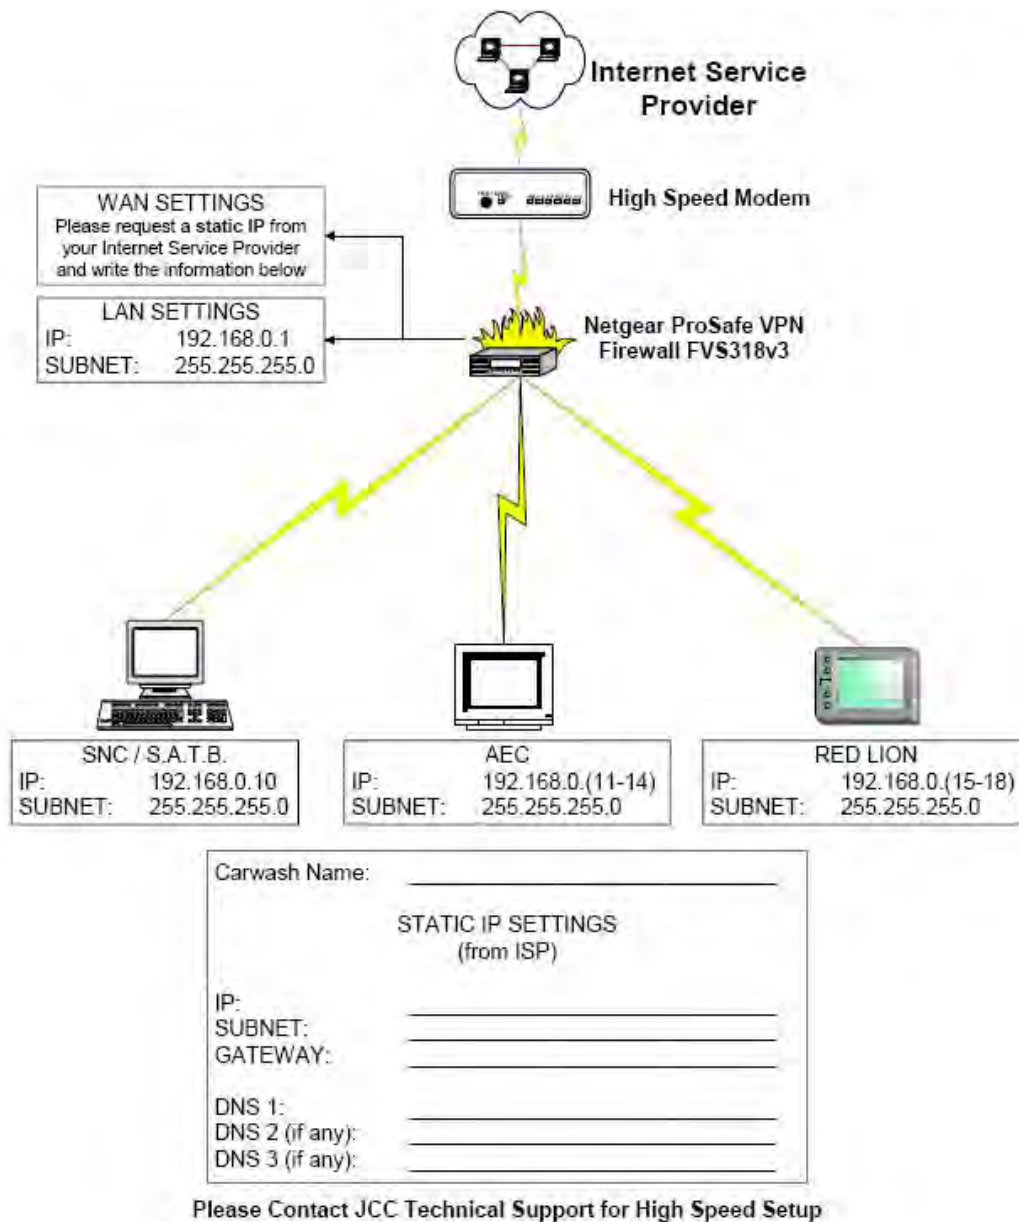 Internet Service
Provider
High Speed Modem
WAN SETTINGS
Please request a static IP from
your Internet Service Provider
and write the information below
LAN SETTINGS
IP: 192.168.0.1
SUBNET: 255.255.255.0
Netgear ProSafe VPN
Firewall FVS318v3
SNC / S.A.T.B.
IP: 192.168.0.10
SUBNET: 255.255.255.0
AEC
IP: 192.168.0.(11-14)
SUBNET: 255.255.255.0
RED LION
IP: 192.168.0.(15-18)
SUBNET: 255.255.255.0
Carwash Name:
STATIC IP SETTINGS
(from ISP)
IP:
SUBNET:
GATEWAY:
DNS 1:
DNS 2 (if any):
DNS 3 (if any):
Please Contact JCC Technical Support for High Speed Setup